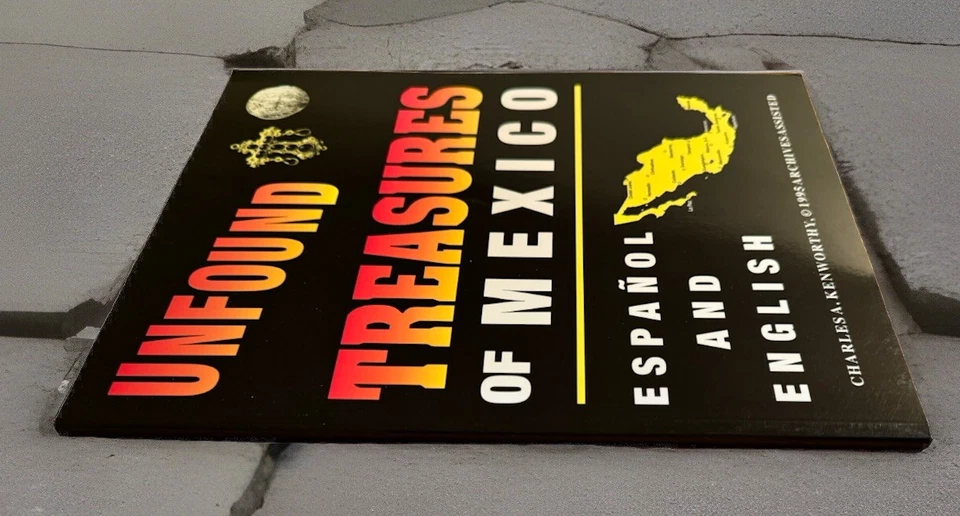 UNFOUND
TREASURES
OF MEXICO
ESPAÑOL
AND
ENGLISH
CHARLES A. KENWORTHY, © 1995 ARCHIVES ASSISTED